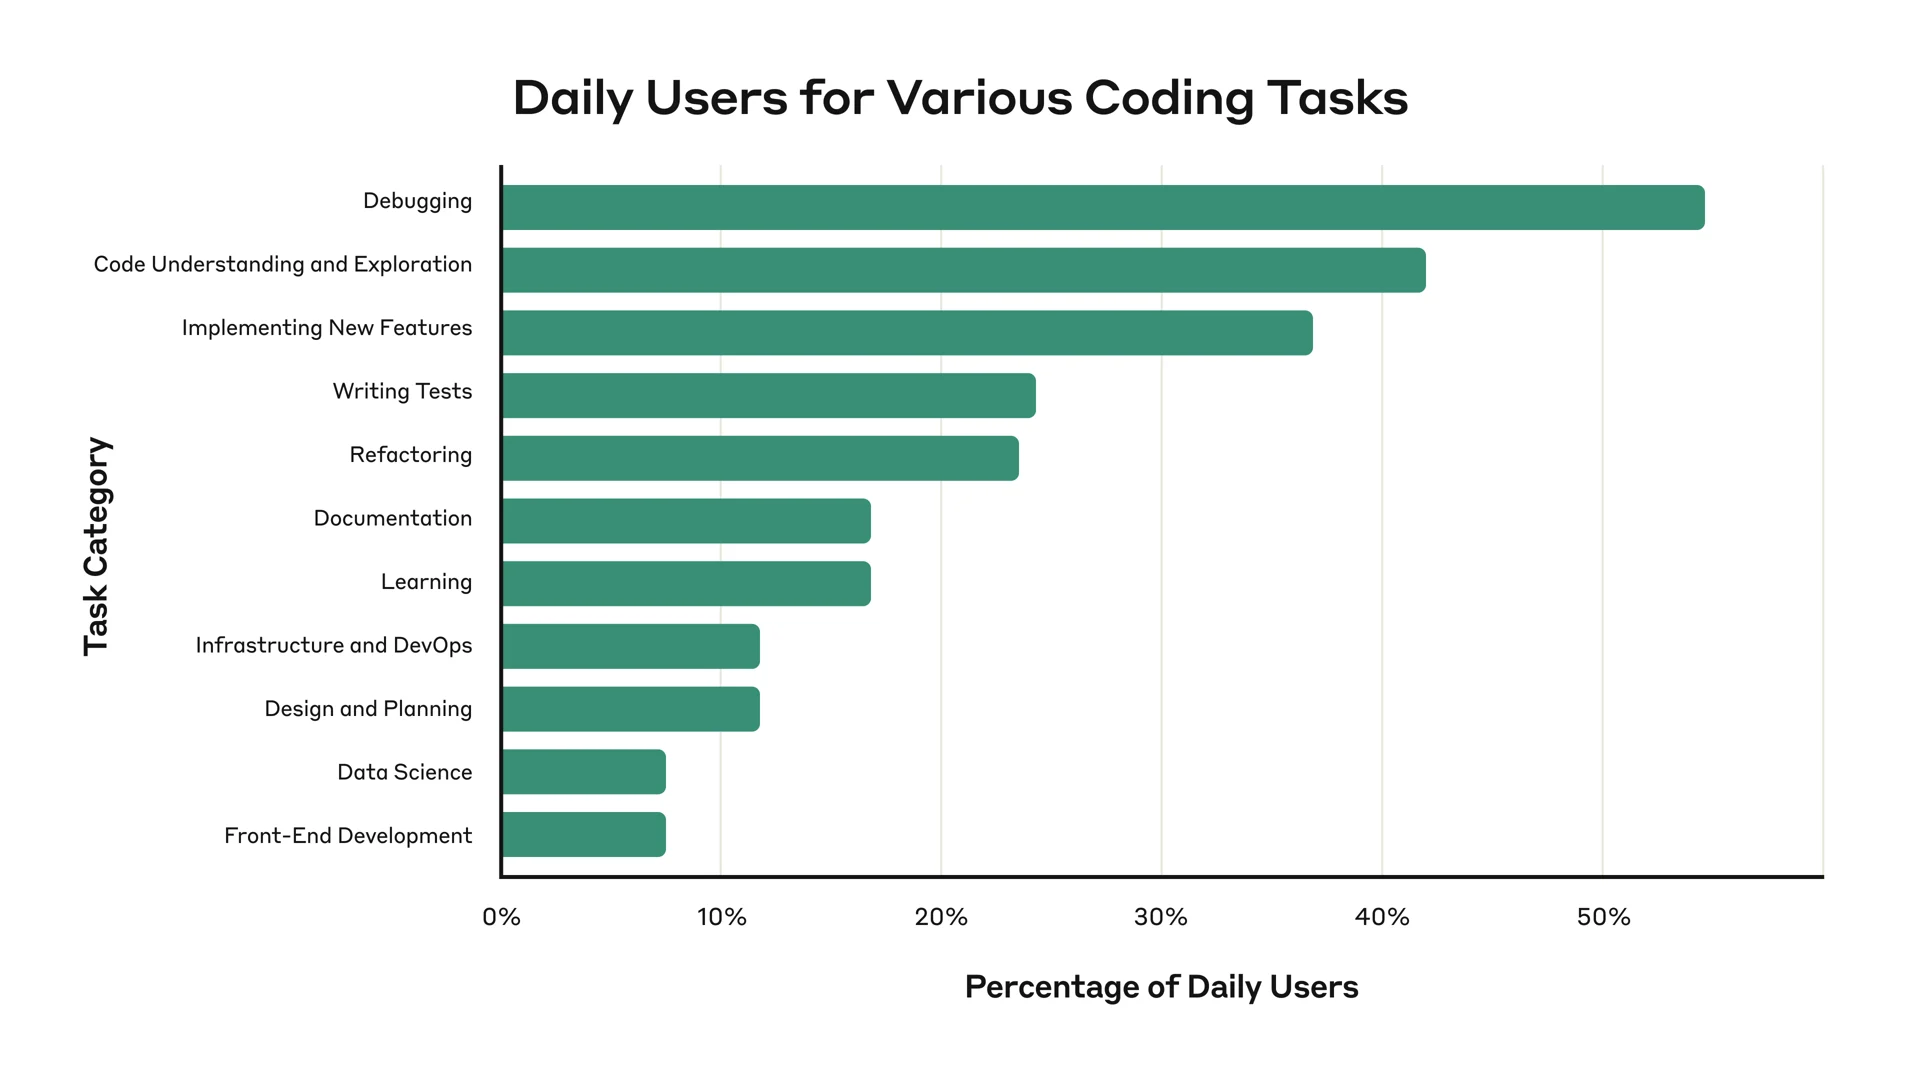 Daily Users for Various Coding Tasks
Task Category
Debugging
Code Understanding and Exploration
Implementing New Features
Writing Tests
Refactoring
Documentation
Learning
Infrastructure and DevOps
Design and Planning
Data Science
Front-End Development
0% 10% 20% 30% 40% 50%
Percentage of Daily Users